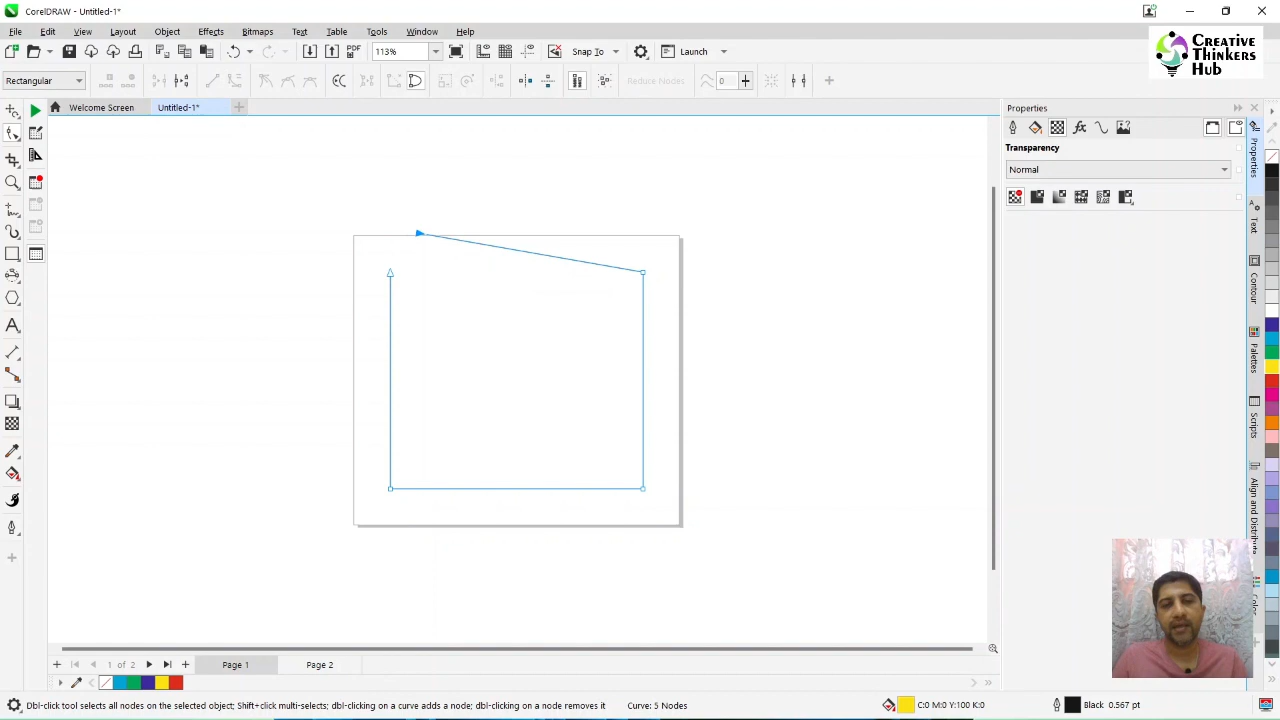 CorelDRAW - Untitled-1*
File Edit View Layout Object Effects Bitmaps Text Table Tools Window Help
113% Snap To Launch
CREATIVE
THINKERS
HUB
Rectangular Reduce Nodes 0
Welcome Screen Untitled-1*
Properties
Transparency
Normal
Properties
Text
Contour
Palettes
Scripts
Align and Distribute
1 of 2 Page 1 Page 2
Dbl-click tool selects all nodes on the selected object; Shift+click multi-selects; dbl-clicking on a curve adds a node; dbl-clicking on a node removes it Curve: 5 Nodes C:0 M:0 Y:100 K:0 Black 0.567 pt